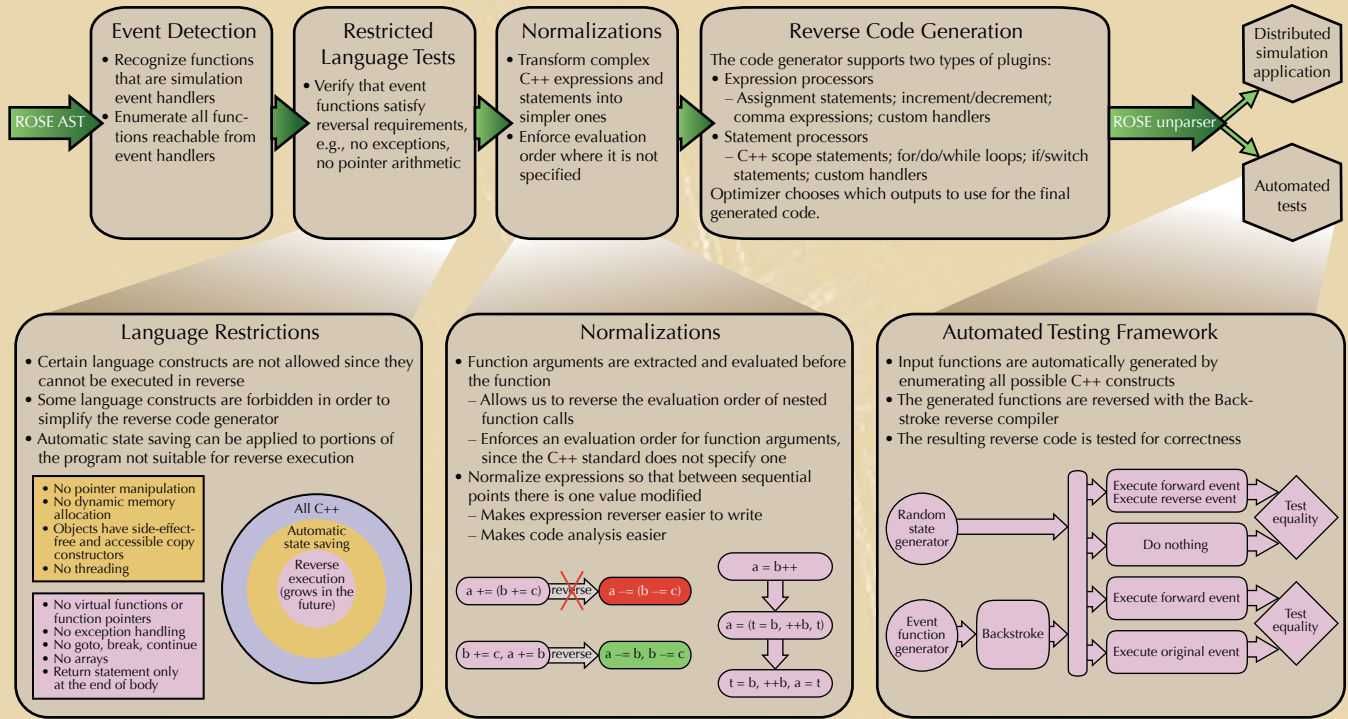 ROSE AST
Event Detection
• Recognize functions
that are simulation
event handlers
• Enumerate all func-
tions reachable from
event handlers
Restricted
Language Tests
• Verify that event
functions satisfy
reversal requirements,
e.g., no exceptions,
no pointer arithmetic
Normalizations
• Transform complex
C++ expressions and
statements into
simpler ones
• Enforce evaluation
order where it is not
specified
Reverse Code Generation
The code generator supports two types of plugins:
• Expression processors
– Assignment statements; increment/decrement;
comma expressions; custom handlers
• Statement processors
– C++ scope statements; for/do/while loops; if/switch
statements; custom handlers
Optimizer chooses which outputs to use for the final
generated code.
ROSE unparser
Distributed
simulation
application
Automated
tests
Language Restrictions
• Certain language constructs are not allowed since they
cannot be executed in reverse
• Some language constructs are forbidden in order to
simplify the reverse code generator
• Automatic state saving can be applied to portions of
the program not suitable for reverse execution
• No pointer manipulation
• No dynamic memory
allocation
• Objects have side-effect-
free and accessible copy
constructors
• No threading
• No virtual functions or
function pointers
• No exception handling
• No goto, break, continue
• No arrays
• Return statement only
at the end of body
All C++
Automatic
state saving
Reverse
execution
(grows in the
future)
Normalizations
• Function arguments are extracted and evaluated before
the function
– Allows us to reverse the evaluation order of nested
function calls
– Enforces an evaluation order for function arguments,
since the C++ standard does not specify one
• Normalize expressions so that between sequential
points there is one value modified
– Makes expression reverser easier to write
– Makes code analysis easier
a += (b += c)
reverse
a –= (b –= c)
b += c, a += b
reverse
a –= b, b –= c
a = b++
a = (t = b, ++b, t)
t = b, ++b, a = t
Automated Testing Framework
• Input functions are automatically generated by
enumerating all possible C++ constructs
• The generated functions are reversed with the Back-
stroke reverse compiler
• The resulting reverse code is tested for correctness
Random
state
generator
Event
function
generator
Backstroke
Execute forward event
Execute reverse event
Do nothing
Test
equality
Execute forward event
Execute original event
Test
equality